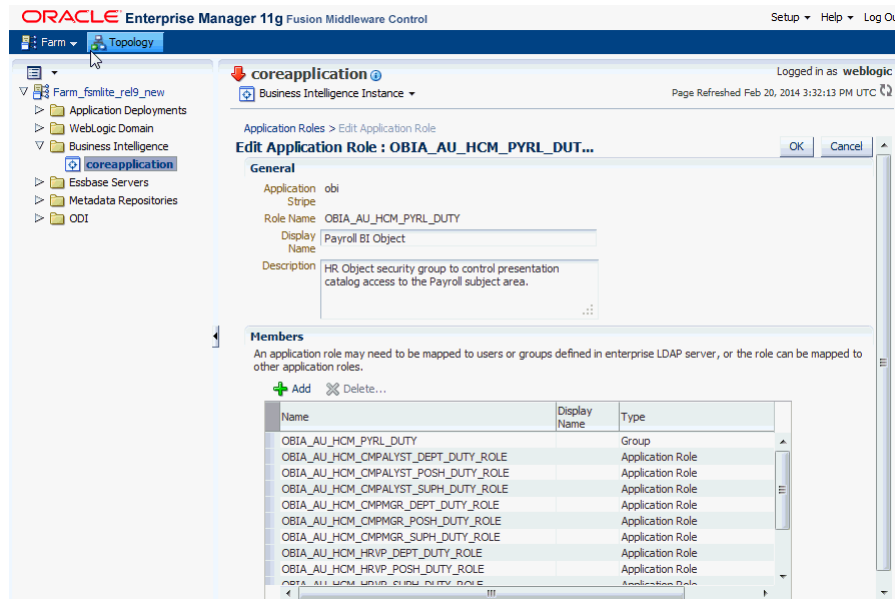 ORACLE Enterprise Manager 11g Fusion Middleware Control
Setup Help Log Ou
Farm Topology
Farm_fsmlite_rel9_new
Application Deployments
WebLogic Domain
Business Intelligence
coreapplication
Essbase Servers
Metadata Repositories
ODI
coreapplication
Logged in as weblogic
Business Intelligence Instance
Page Refreshed Feb 20, 2014 3:32:13 PM UTC
Application Roles > Edit Application Role
Edit Application Role : OBIA_AU_HCM_PYRL_DUT...
OK Cancel
General
Application Stripe obi
Role Name OBIA_AU_HCM_PYRL_DUTY
Display Name Payroll BI Object
Description HR Object security group to control presentation
catalog access to the Payroll subject area.
Members
An application role may need to be mapped to users or groups defined in enterprise LDAP server, or the role can be mapped to
other application roles.
Add Delete...
Name Display Name Type
OBIA_AU_HCM_PYRL_DUTY Group
OBIA_AU_HCM_CMPALYST_DEPT_DUTY_ROLE Application Role
OBIA_AU_HCM_CMPALYST_POSH_DUTY_ROLE Application Role
OBIA_AU_HCM_CMPALYST_SUPH_DUTY_ROLE Application Role
OBIA_AU_HCM_CMPMGR_DEPT_DUTY_ROLE Application Role
OBIA_AU_HCM_CMPMGR_POSH_DUTY_ROLE Application Role
OBIA_AU_HCM_CMPMGR_SUPH_DUTY_ROLE Application Role
OBIA_AU_HCM_HRVP_DEPT_DUTY_ROLE Application Role
OBIA_AU_HCM_HRVP_POSH_DUTY_ROLE Application Role
OBIA_AU_HCM_HRVP_SUPH_DUTY_ROLE Application Role